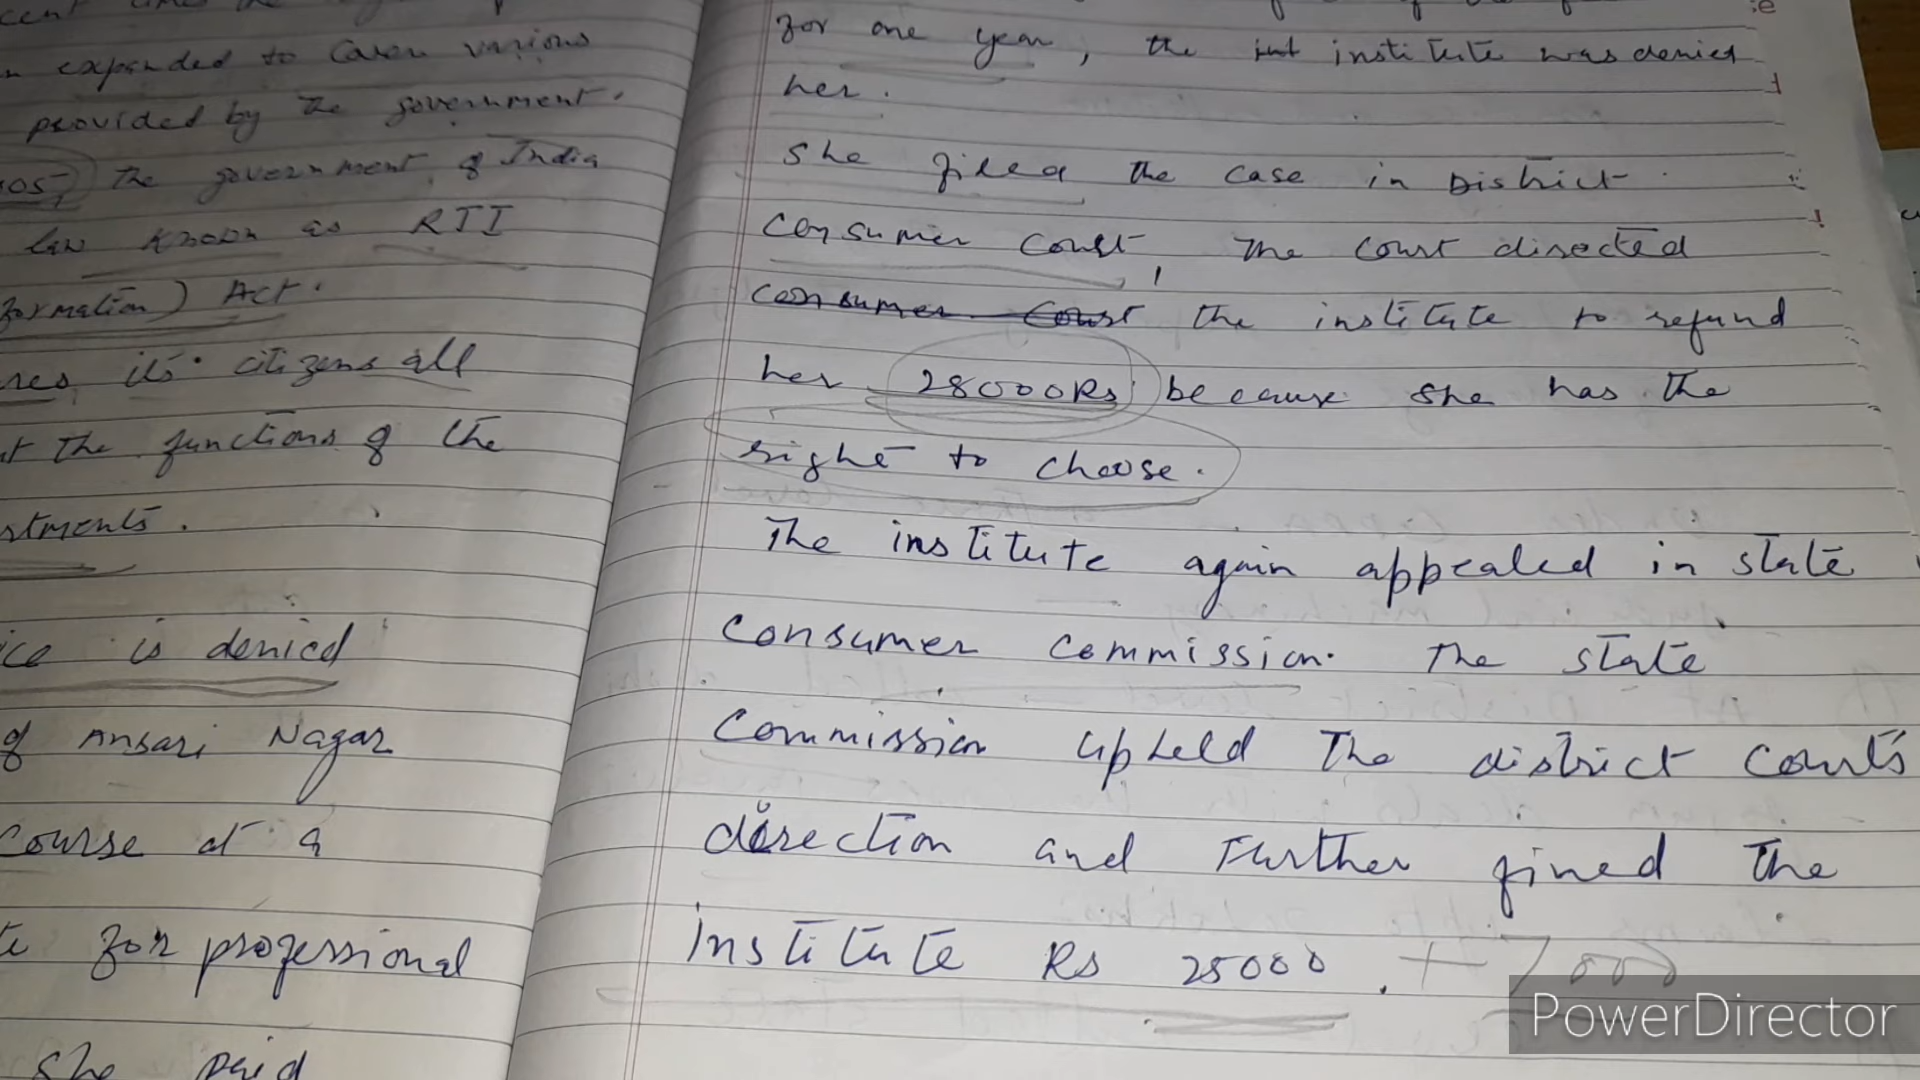 expanded to cover various
provided by the government.
the government of India
law known as RTI
formation) Act.
its citizens all
the functions of the
is denied
of Ansari Nagar
course at a
for professional
she paid
for one year, the institute was denied
her.
she filed the case in District
consumer court, The court directed
consumer court the institute to refund
her 28000Rs because she has the
right to choose.
The institute again appealed in state
consumer commission. The state
commission upheld The district courts
direction and Further fined the
institute Rs 25000. + 7000
PowerDirector